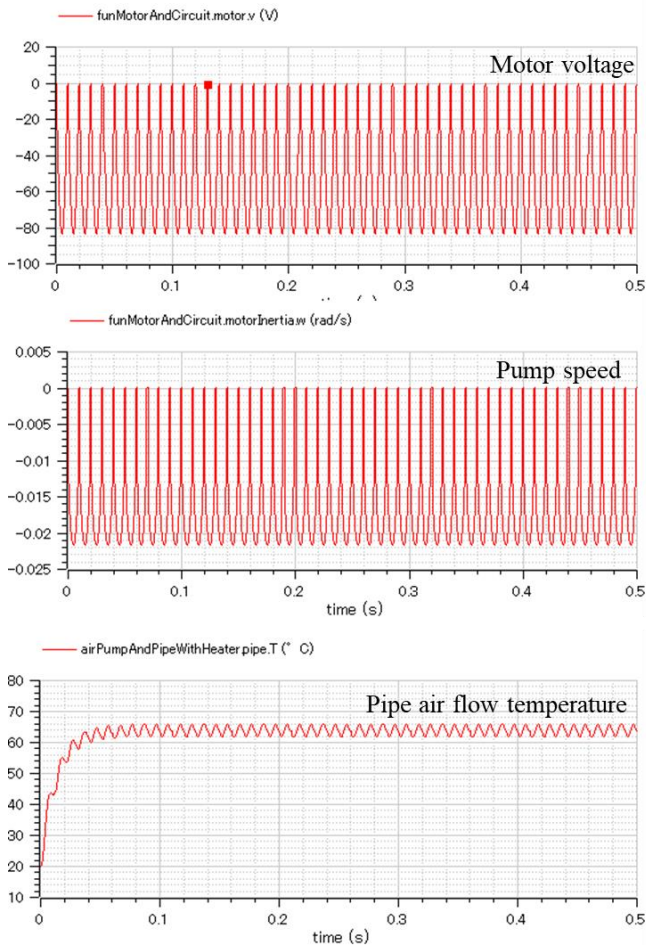 funMotorAndCircuit.motor.v (V)
20
Motor voltage
0
-20
-40
-60
-80
-100
0 0.1 0.2 0.3 0.4 0.5
funMotorAndCircuit.motorInertia.w (rad/s)
0.005
Pump speed
0
-0.005
-0.01
-0.015
-0.02
-0.025
0 0.1 0.2 0.3 0.4 0.5
time (s)
airPumpAndPipeWithHeater.pipe.T (° C)
80
Pipe air flow temperature
70
60
50
40
30
20
10
0 0.1 0.2 0.3 0.4 0.5
time (s)